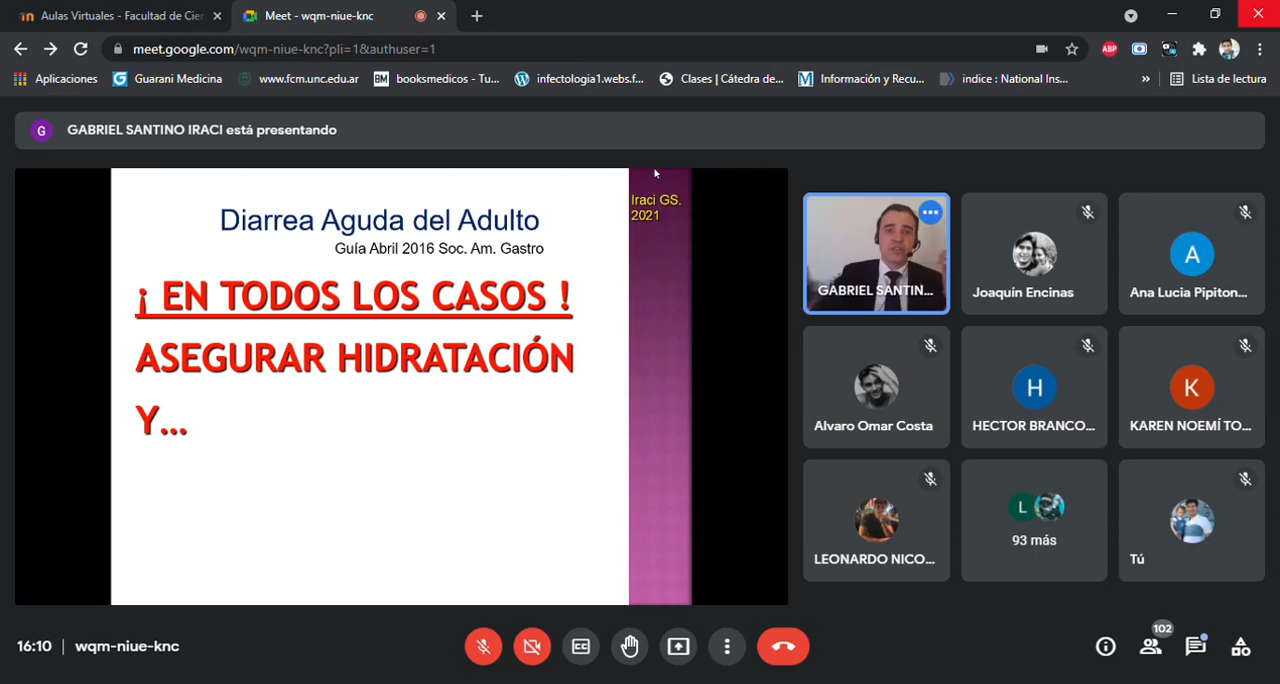 Aulas Virtuales - Facultad de Cier
Meet - wqm-niue-knc
meet.google.com/wqm-niue-knc?pli=1&authuser=1
ABP
Aplicaciones
Guarani Medicina
www.fcm.unc.edu.ar
BM
booksmedicos - Tu...
infectologia1.webs.f...
Clases | Cátedra de...
Información y Recu...
indice : National Ins...
»
Lista de lectura
G
GABRIEL SANTINO IRACI está presentando
Diarrea Aguda del Adulto
Guía Abril 2016 Soc. Am. Gastro
¡ EN TODOS LOS CASOS !
ASEGURAR HIDRATACIÓN
Y...
Iraci GS.
2021
GABRIEL SANTIN...
Joaquín Encinas
A
Ana Lucia Pipiton...
Alvaro Omar Costa
H
HECTOR BRANCO...
K
KAREN NOEMÍ TO...
LEONARDO NICO...
L
93 más
Tú
16:10 | wqm-niue-knc
CC
102